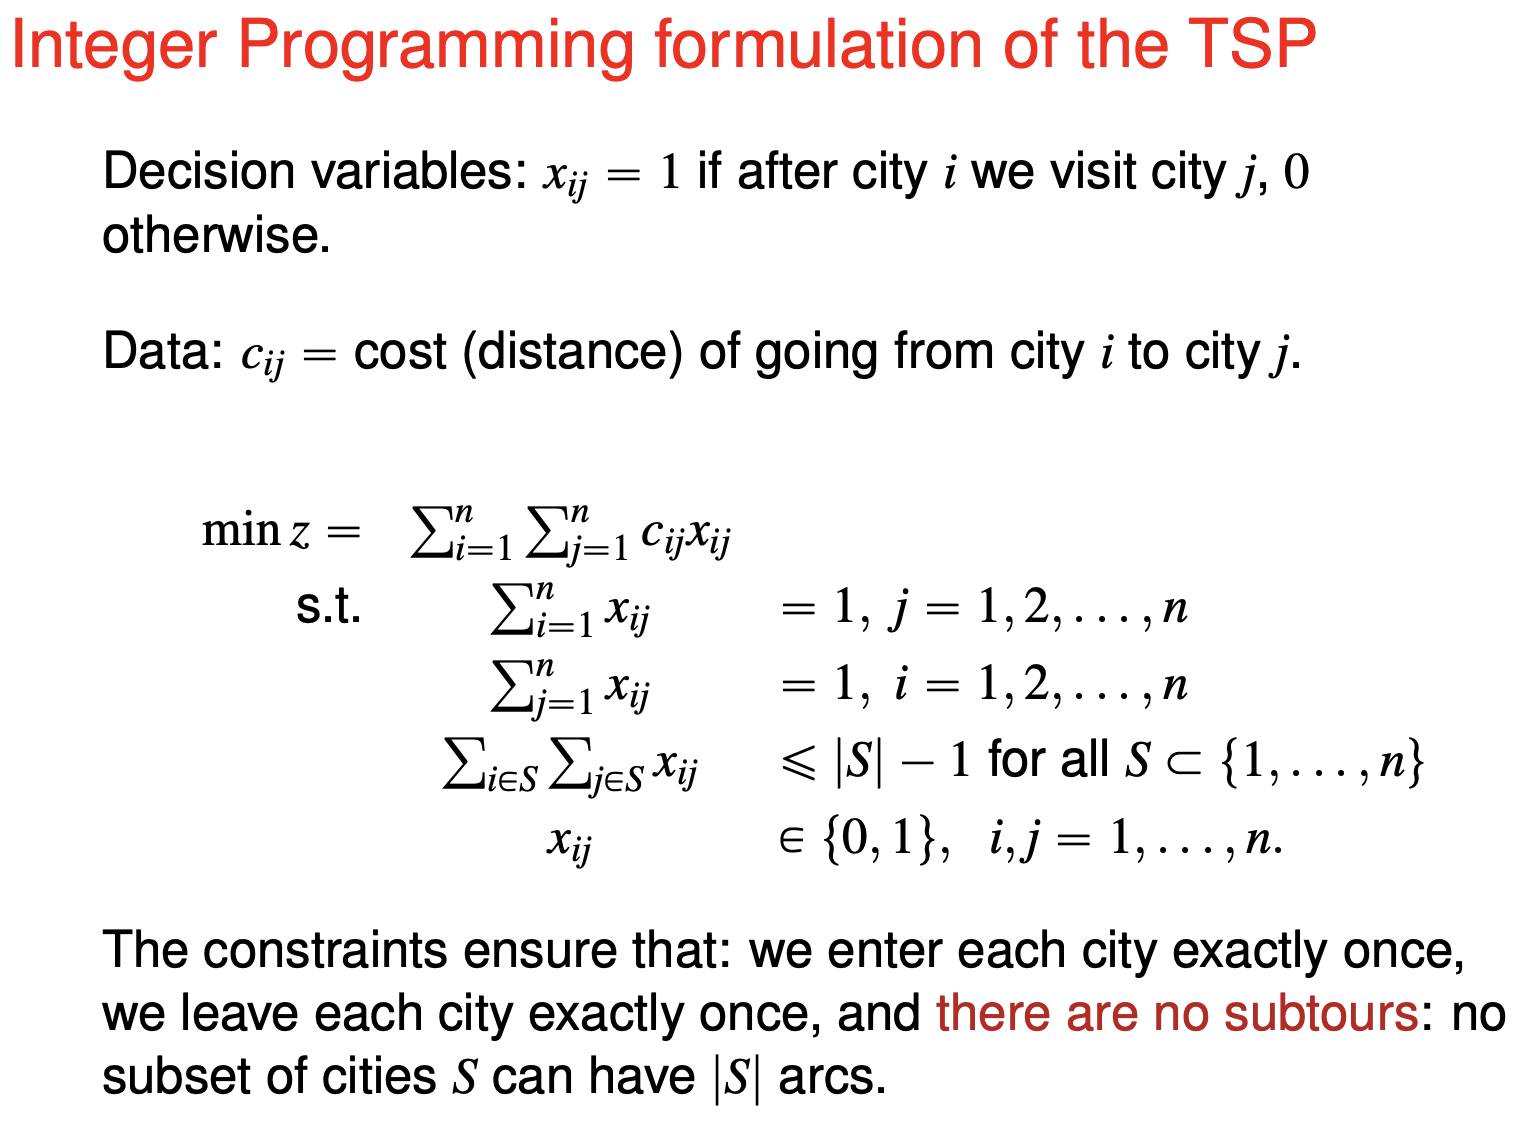 Integer Programming formulation of the TSP
Decision variables: $x_{ij} = 1$ if after city $i$ we visit city $j$, $0$
otherwise.
Data: $c_{ij} =$ cost (distance) of going from city $i$ to city $j$.
$\min z = \sum_{i=1}^{n} \sum_{j=1}^{n} c_{ij} x_{ij}$
s.t. $\sum_{i=1}^{n} x_{ij} = 1, \; j = 1, 2, \ldots, n$
$\sum_{j=1}^{n} x_{ij} = 1, \; i = 1, 2, \ldots, n$
$\sum_{i \in S} \sum_{j \in S} x_{ij} \leqslant |S| - 1$ for all $S \subset \{1, \ldots, n\}$
$x_{ij} \in \{0, 1\}, \; i, j = 1, \ldots, n.$
The constraints ensure that: we enter each city exactly once,
we leave each city exactly once, and there are no subtours: no
subset of cities $S$ can have $|S|$ arcs.